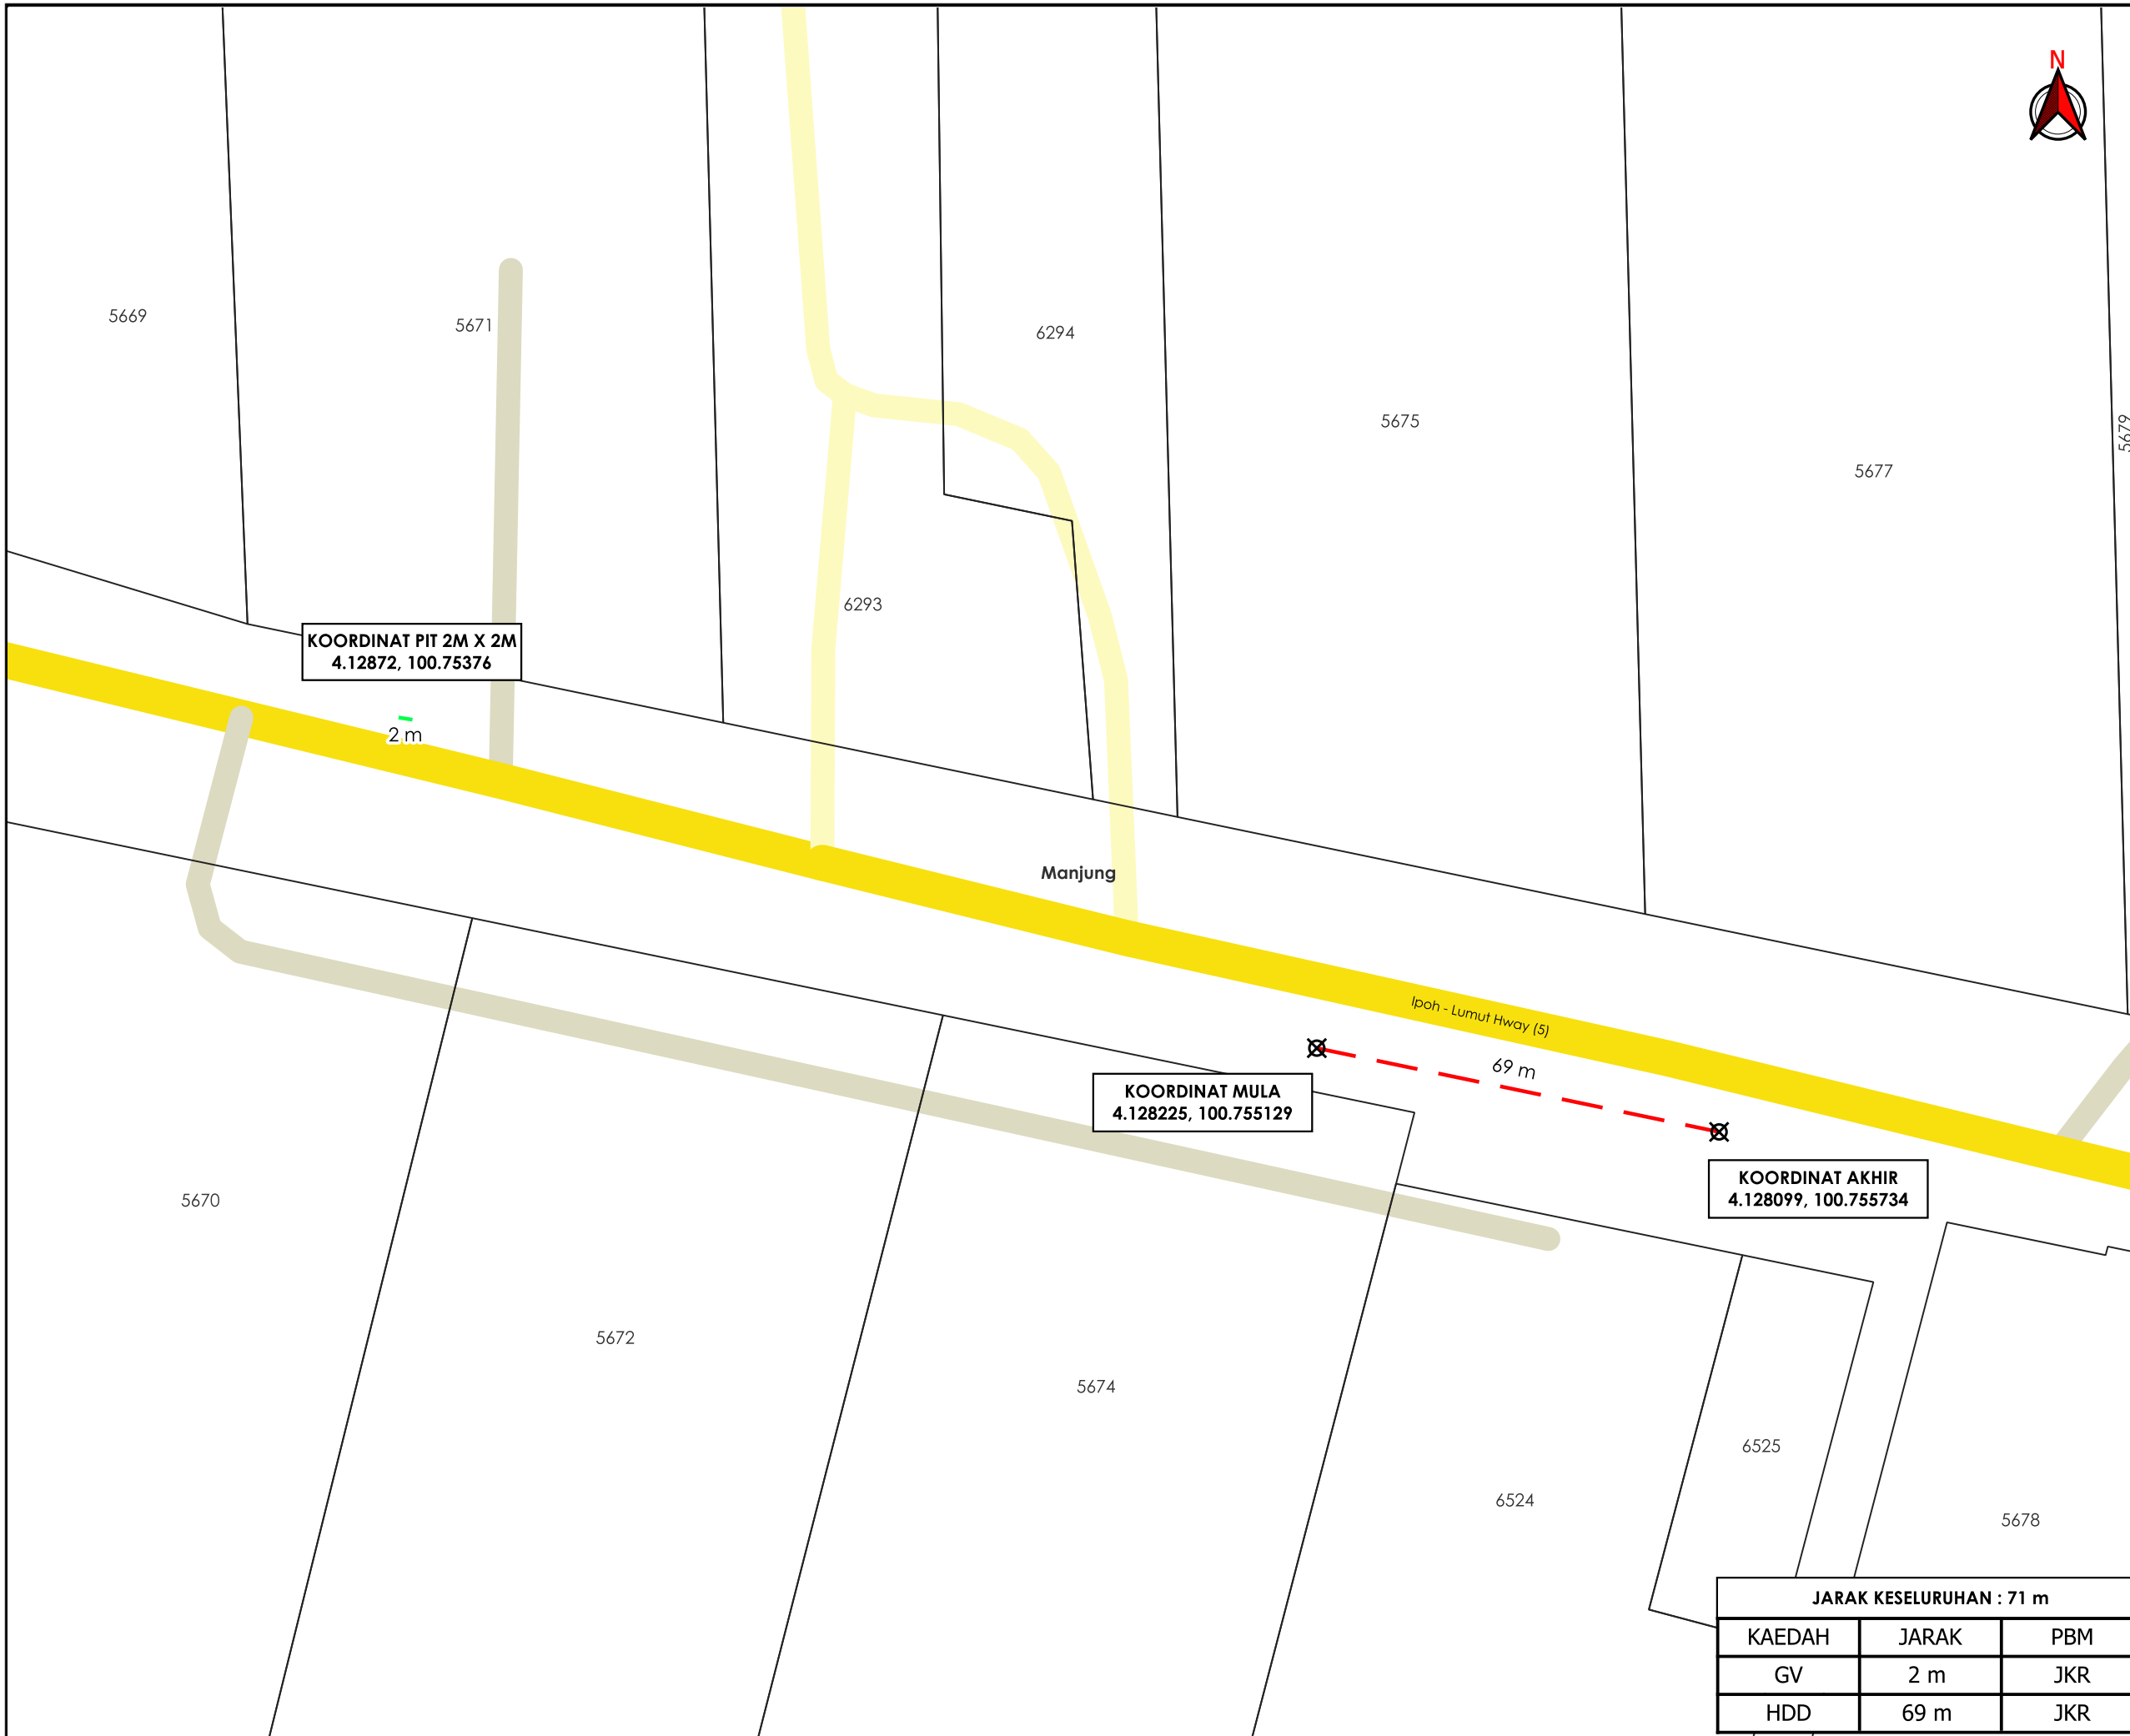 N
5669
5671
6294
5675
5677
5679
6293
KOORDINAT PIT 2M X 2M
4.12872, 100.75376
2 m
Manjung
Ipoh - Lumut Hway (5)
69 m
KOORDINAT MULA
4.128225, 100.755129
KOORDINAT AKHIR
4.128099, 100.755734
5670
5672
5674
6525
6524
5678
JARAK KESELURUHAN : 71 m
KAEDAH JARAK PBM
GV 2 m JKR
HDD 69 m JKR